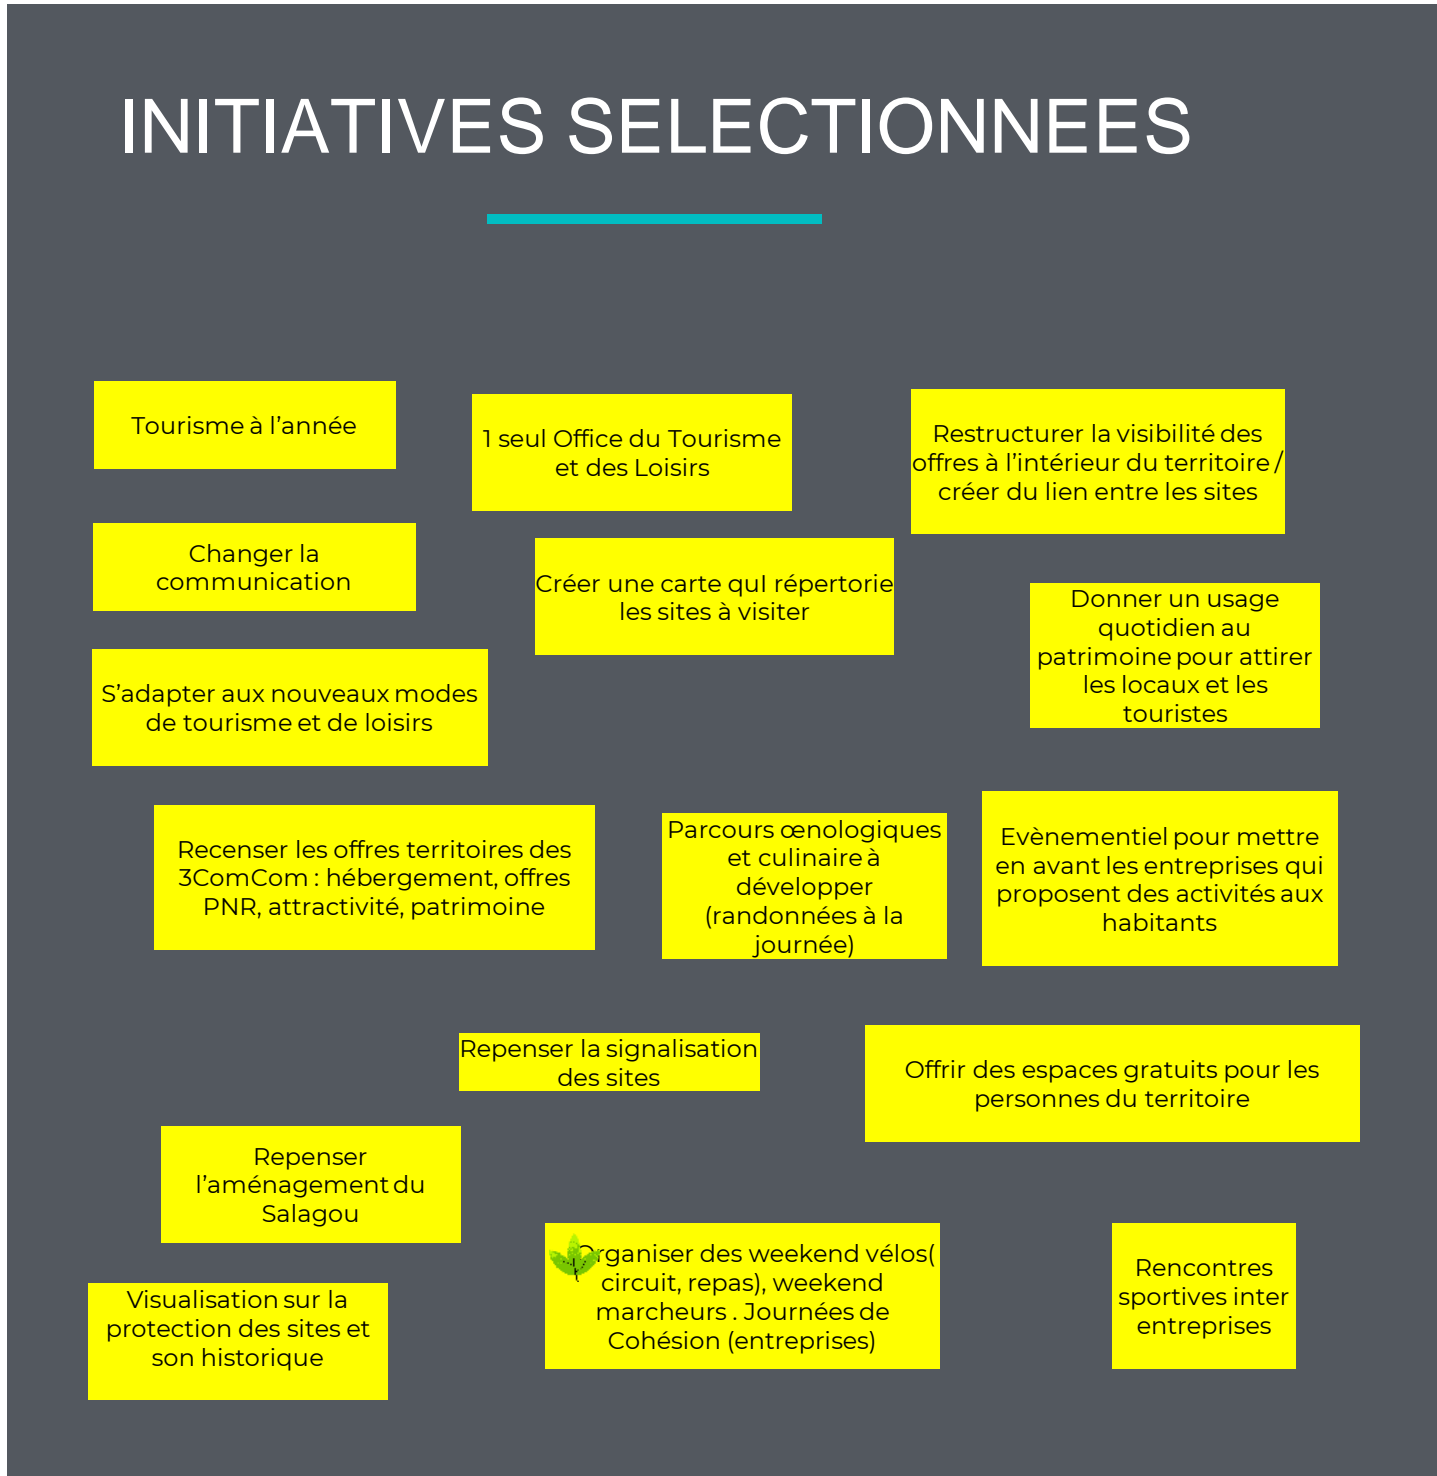 INITIATIVES SELECTIONNEES
Tourisme à l'année
1 seul Office du Tourisme
et des Loisirs
Restructurer la visibilité des
offres à l'intérieur du territoire /
créer du lien entre les sites
Changer la
communication
Créer une carte quI répertorie
les sites à visiter
Donner un usage
quotidien au
patrimoine pour attirer
les locaux et les
touristes
S'adapter aux nouveaux modes
de tourisme et de loisirs
Recenser les offres territoires des
3ComCom : hébergement, offres
PNR, attractivité, patrimoine
Parcours œnologiques
et culinaire à
développer
(randonnées à la
journée)
Evènementiel pour mettre
en avant les entreprises qui
proposent des activités aux
habitants
Repenser la signalisation
des sites
Offrir des espaces gratuits pour les
personnes du territoire
Repenser
l'aménagement du
Salagou
Organiser des weekend vélos(
circuit, repas), weekend
marcheurs . Journées de
Cohésion (entreprises)
Rencontres
sportives inter
entreprises
Visualisation sur la
protection des sites et
son historique